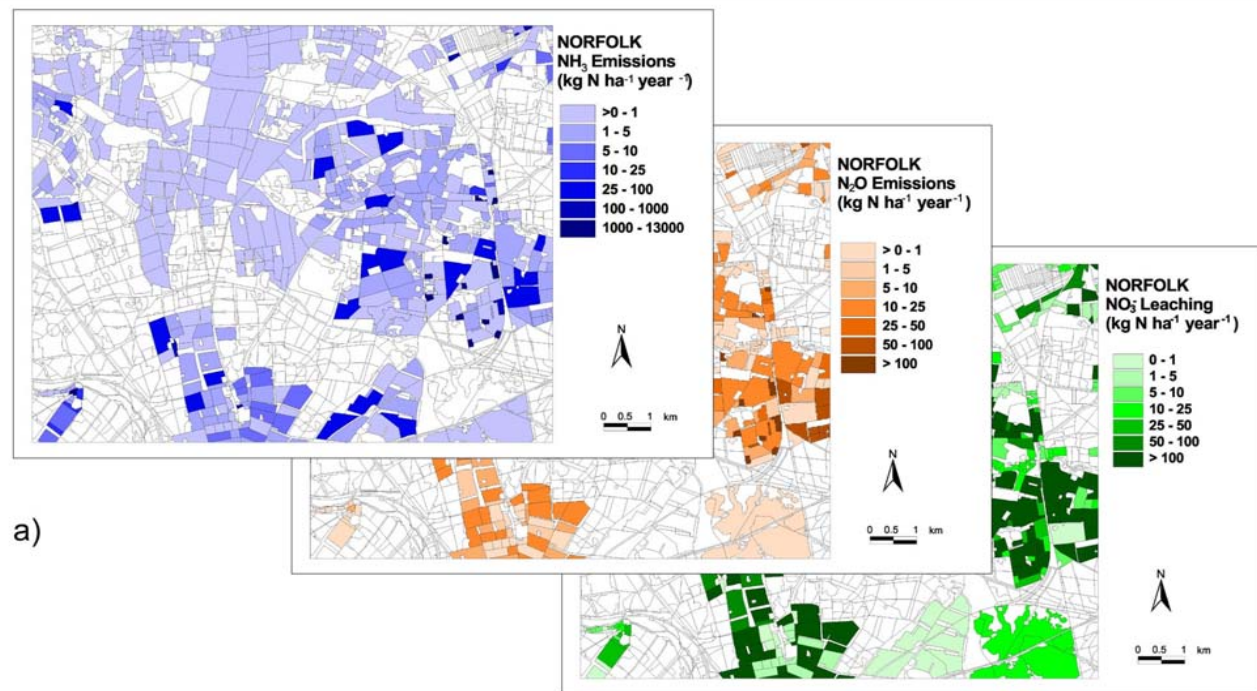 NORFOLK
NH₃ Emissions
(kg N ha⁻¹ year ⁻¹)
>0 - 1
1 - 5
5 - 10
10 - 25
25 - 100
100 - 1000
1000 - 13000
N
0 0.5 1 km
NORFOLK
N₂O Emissions
(kg N ha⁻¹ year⁻¹)
> 0 - 1
1 - 5
5 - 10
10 - 25
25 - 50
50 - 100
> 100
N
0 0.5 1 km
NORFOLK
NO₃⁻ Leaching
(kg N ha⁻¹ year⁻¹)
0 - 1
1 - 5
5 - 10
10 - 25
25 - 50
50 - 100
> 100
N
0 0.5 1 km
a)